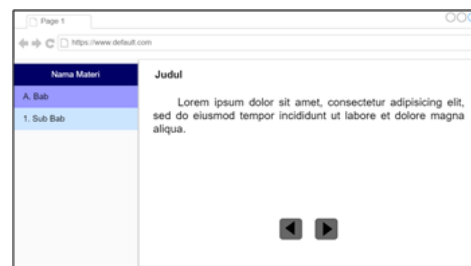 Page 1
https://www.default.com
Nama Materi
A. Bab
1. Sub Bab
Judul
Lorem ipsum dolor sit amet, consectetur adipisicing elit,
sed do eiusmod tempor incididunt ut labore et dolore magna
aliqua.